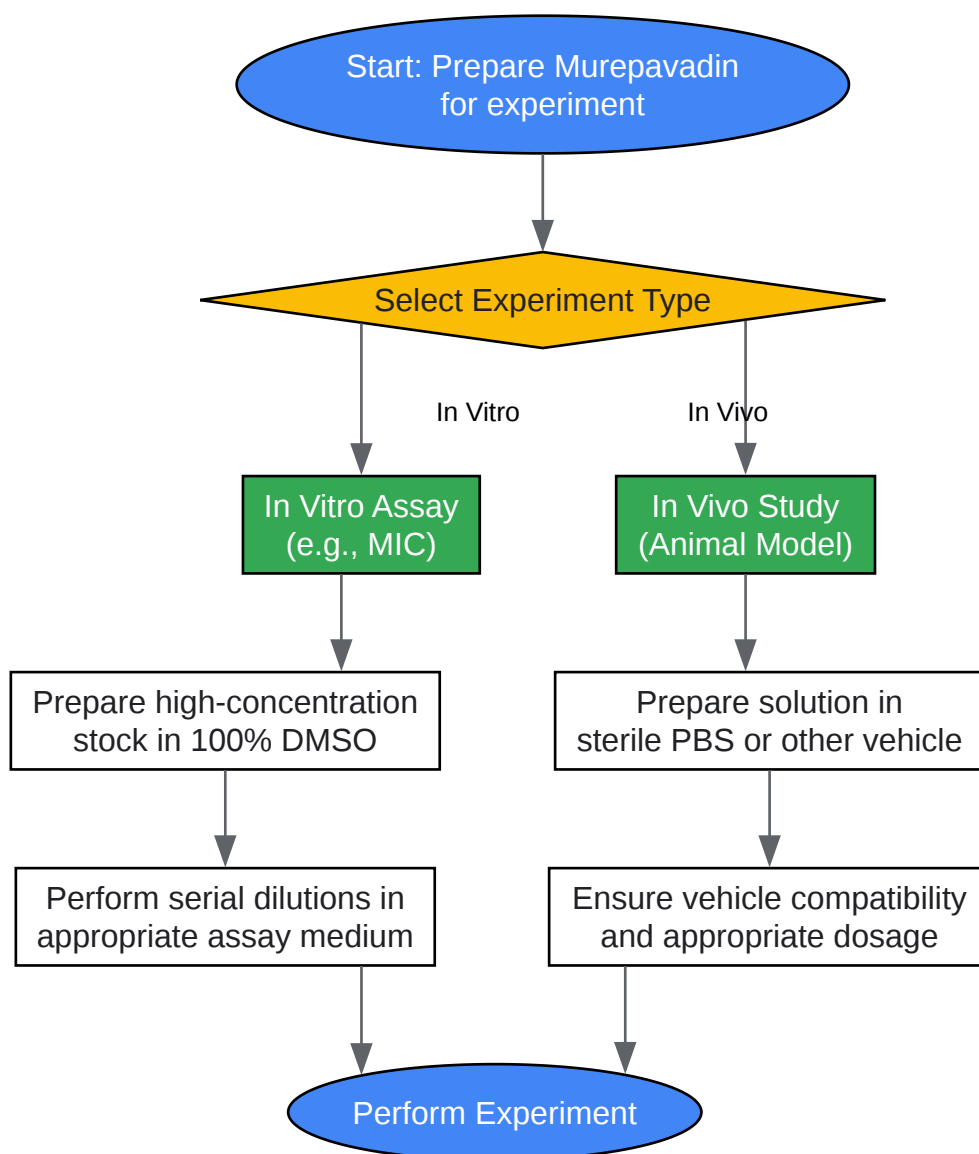 Start: Prepare Murepavadin
for experiment
Select Experiment Type
In Vitro
In Vivo
In Vitro Assay
(e.g., MIC)
In Vivo Study
(Animal Model)
Prepare high-concentration
stock in 100% DMSO
Prepare solution in
sterile PBS or other vehicle
Perform serial dilutions in
appropriate assay medium
Ensure vehicle compatibility
and appropriate dosage
Perform Experiment